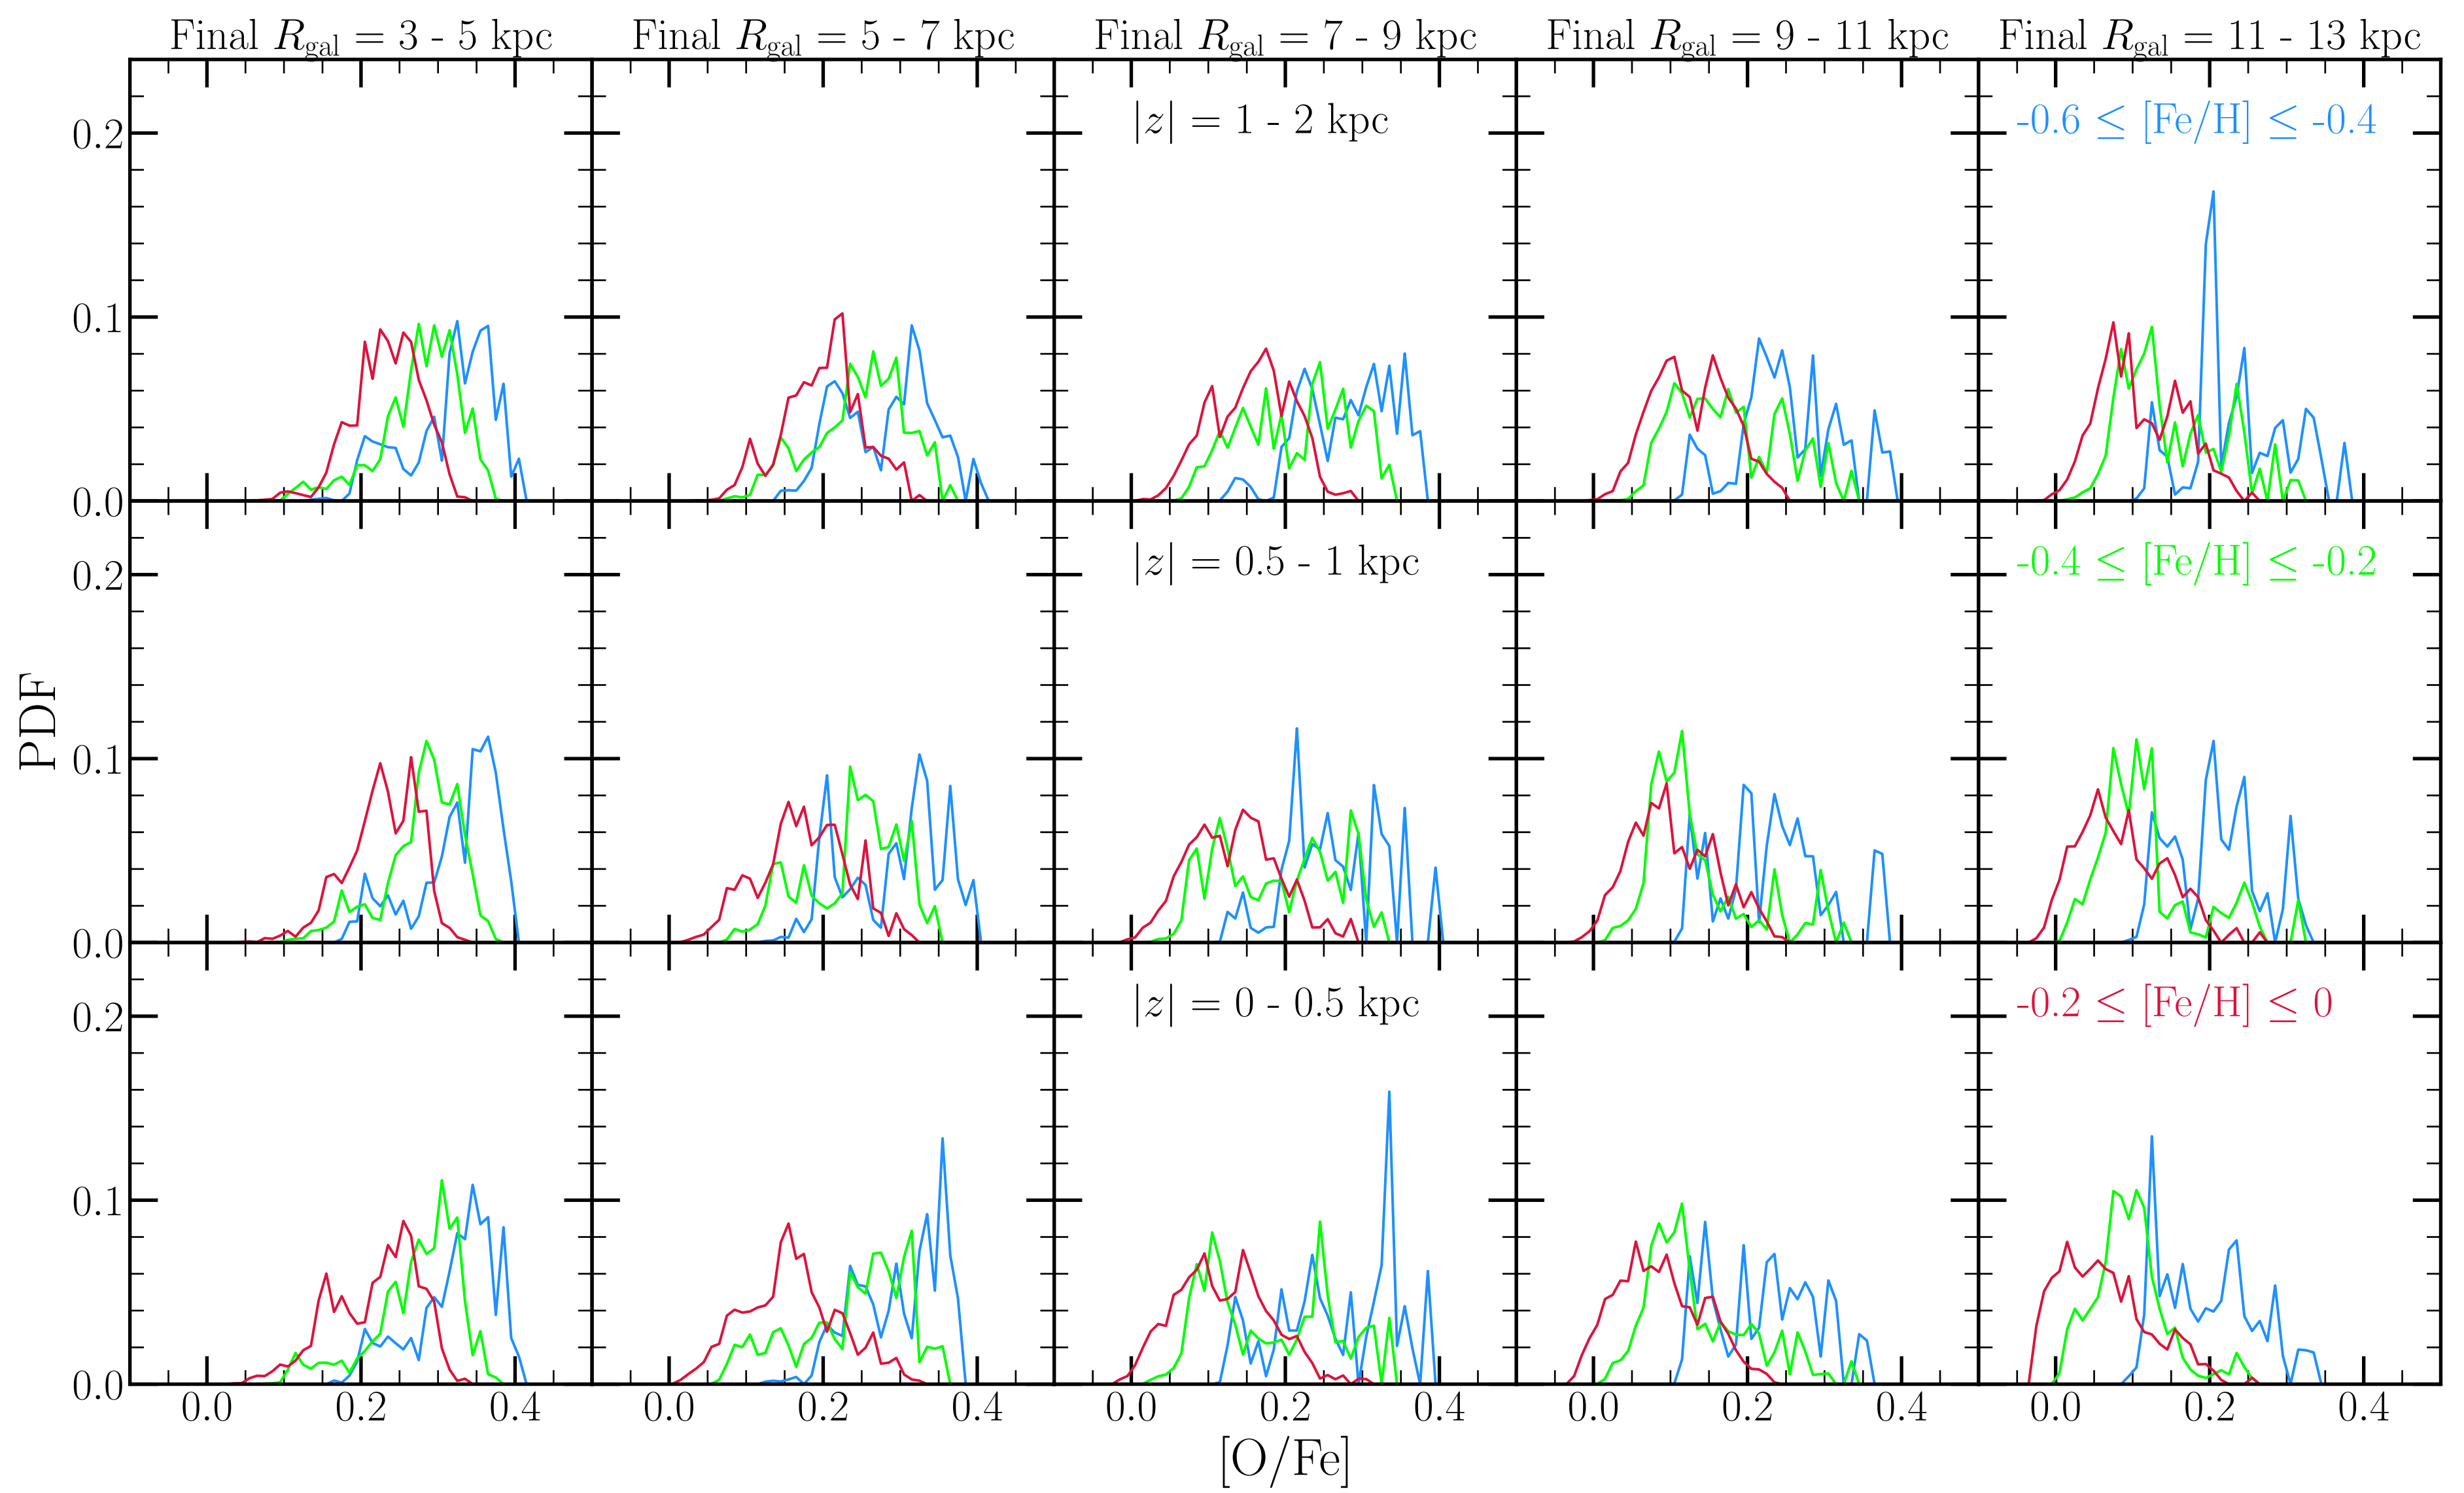 Final Rgal = 3 - 5 kpc
Final Rgal = 5 - 7 kpc
Final Rgal = 7 - 9 kpc
Final Rgal = 9 - 11 kpc
Final Rgal = 11 - 13 kpc
|z| = 1 - 2 kpc
-0.6 ≤ [Fe/H] ≤ -0.4
0.2
0.1
0.0
|z| = 0.5 - 1 kpc
-0.4 ≤ [Fe/H] ≤ -0.2
0.2
0.1
0.0
PDF
|z| = 0 - 0.5 kpc
-0.2 ≤ [Fe/H] ≤ 0
0.2
0.1
0.0
0.0 0.2 0.4
0.0 0.2 0.4
0.0 0.2 0.4
0.0 0.2 0.4
0.0 0.2 0.4
[O/Fe]